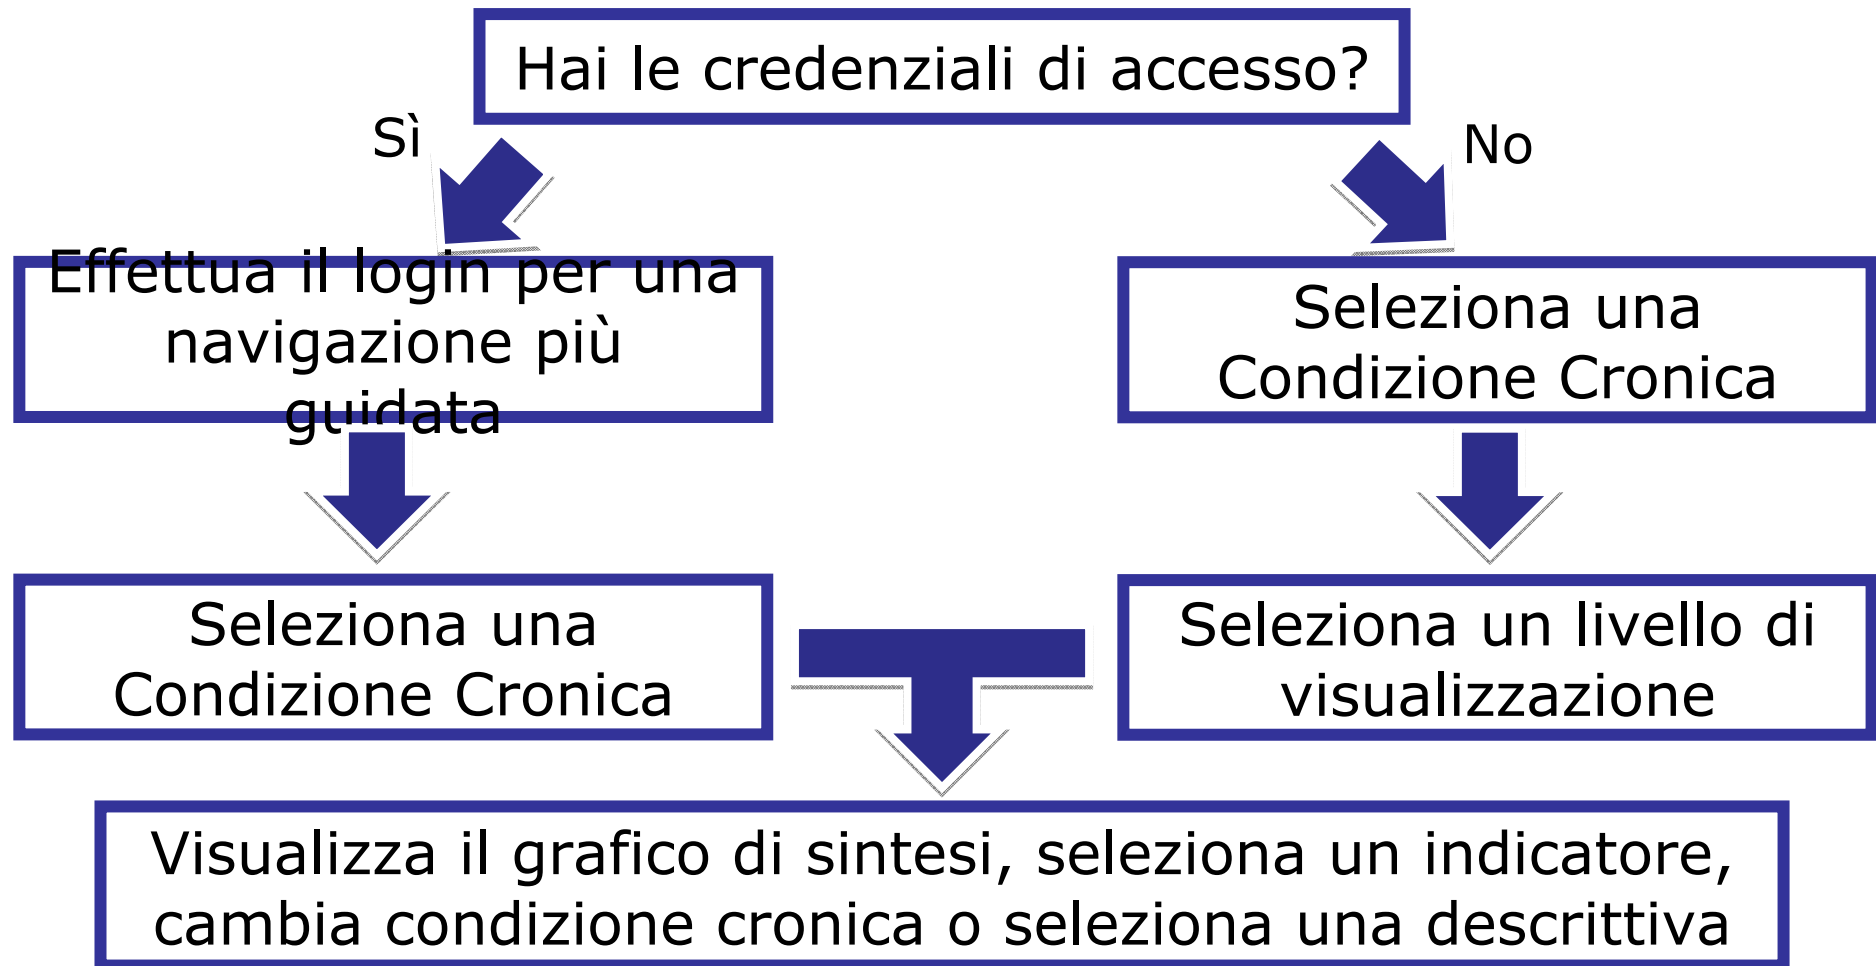 Hai le credenziali di accesso?
Sì
No
Effettua il login per una
navigazione più
guidata
Seleziona una
Condizione Cronica
Seleziona una
Condizione Cronica
Seleziona un livello di
visualizzazione
Visualizza il grafico di sintesi, seleziona un indicatore,
cambia condizione cronica o seleziona una descrittiva